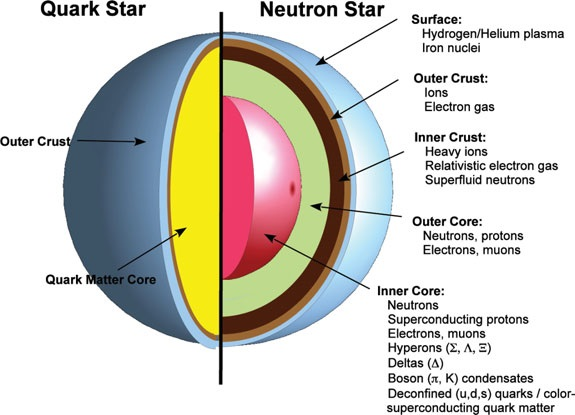 Quark Star
Neutron Star
Outer Crust
Quark Matter Core
Surface:
Hydrogen/Helium plasma
Iron nuclei
Outer Crust:
Ions
Electron gas
Inner Crust:
Heavy ions
Relativistic electron gas
Superfluid neutrons
Outer Core:
Neutrons, protons
Electrons, muons
Inner Core:
Neutrons
Superconducting protons
Electrons, muons
Hyperons (Σ, Λ, Ξ)
Deltas (Δ)
Boson (π, K) condensates
Deconfined (u,d,s) quarks / color-
superconducting quark matter